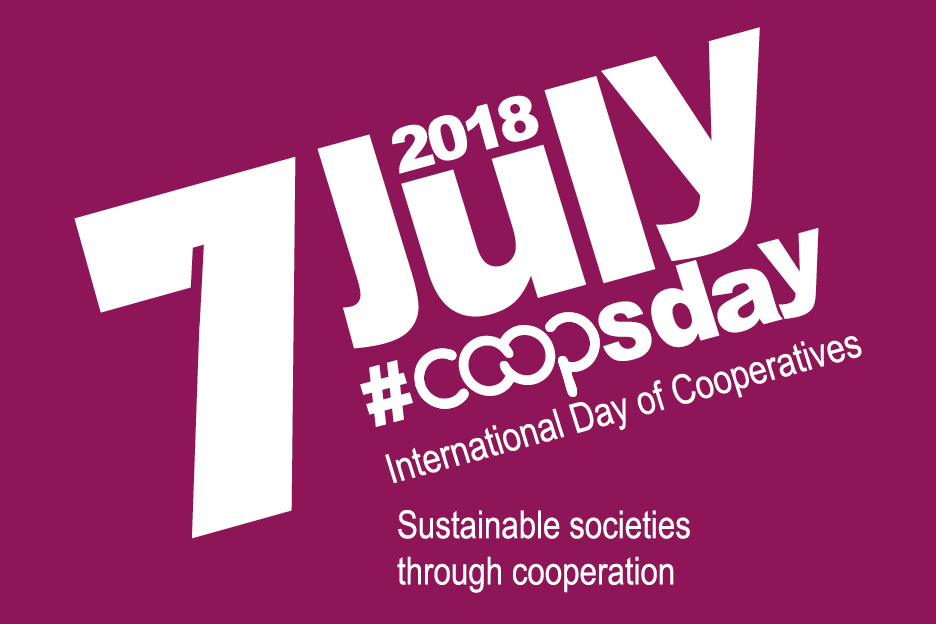 7 July
2018
#coopsday
International Day of Cooperatives
Sustainable societies
through cooperation